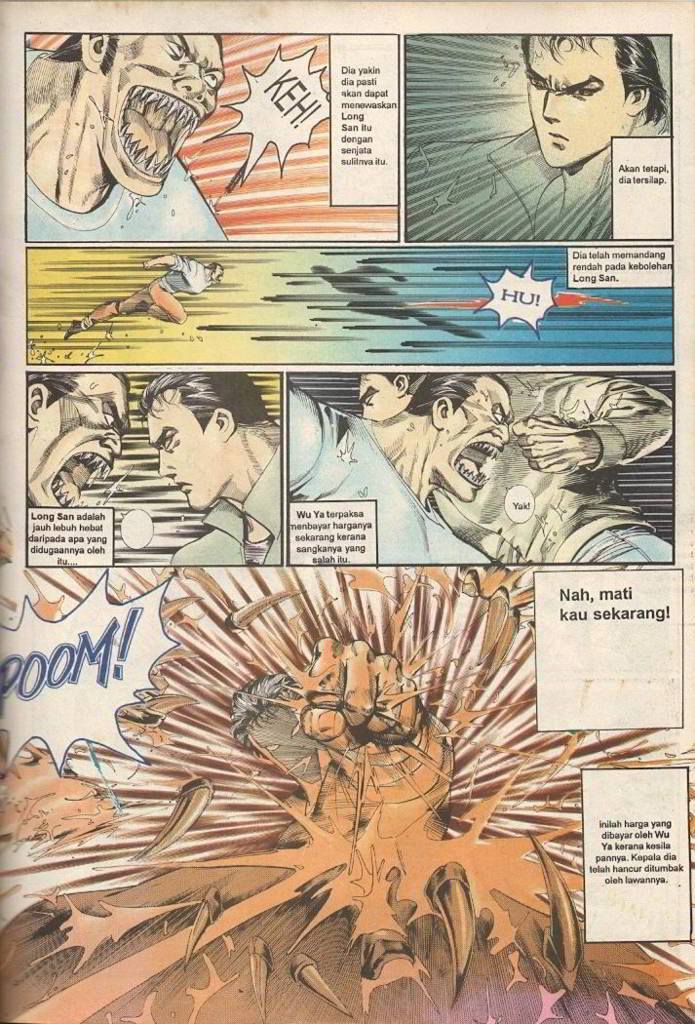 KEH!
Dia yakin
dia pasti
akan dapat
menewaskan
Long
San itu
dengan
senjata
sulitnya itu.
Akan tetapi,
dia tersilap.
Dia telah memandang
rendah pada kebolehan
Long San.
HU!
Long San adalah
jauh lebuh hebat
daripada apa yang
didugaannya oleh
itu....
Wu Ya terpaksa
menbayar harganya
sekarang kerana
sangkanya yang
salah itu.
Yak!
POOM!
Nah, mati
kau sekarang!
inilah harga yang
dibayar oleh Wu
Ya kerana kesila
pannya. Kepala dia
telah hancur ditumbak
oleh lawannya.